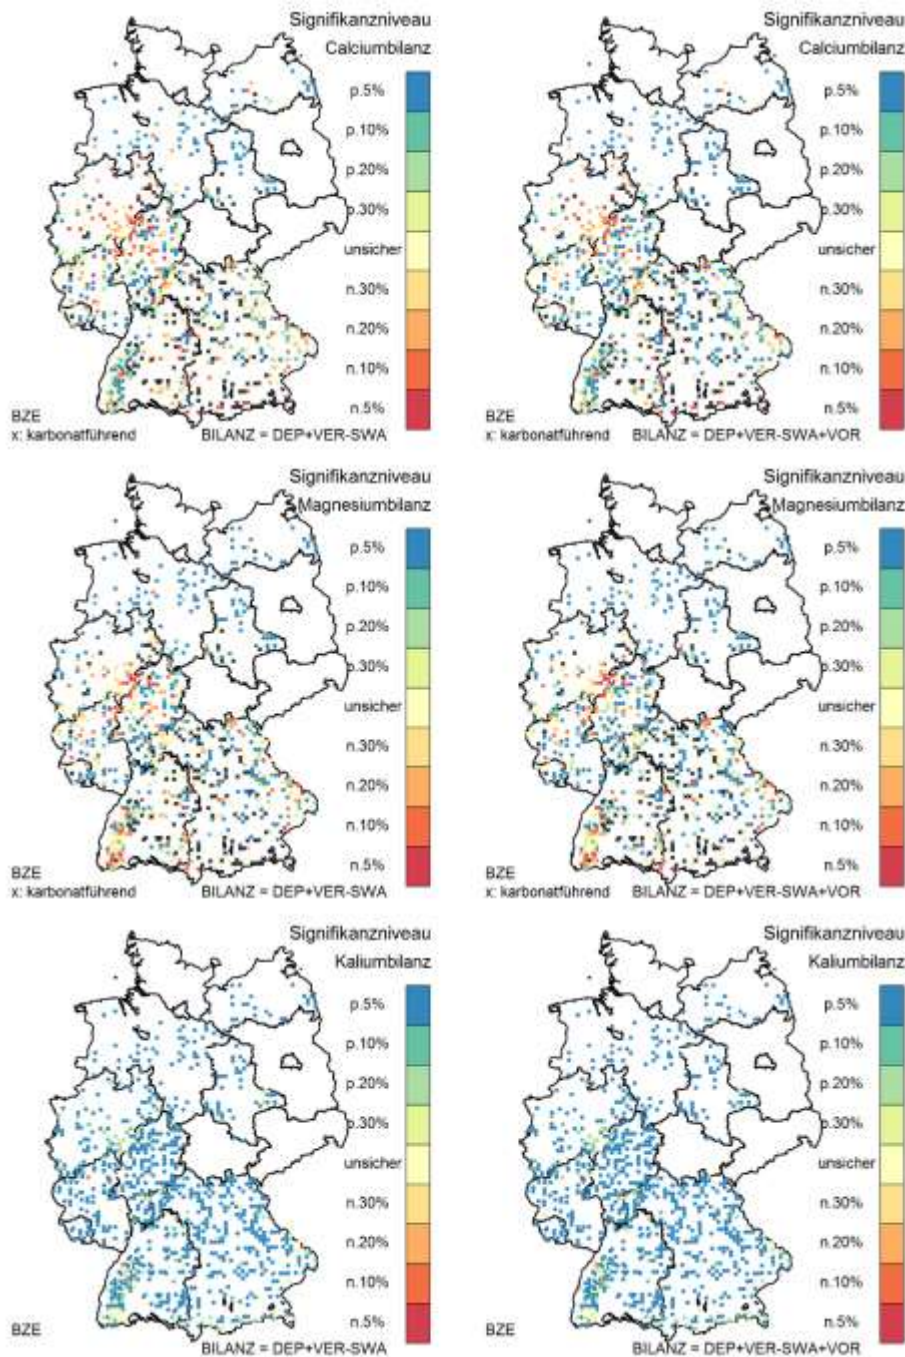 Signifikanzniveau
Calciumbilanz
p.5%
p.10%
p.20%
p.30%
unsicher
n.30%
n.20%
n.10%
n.5%
BZE
x: karbonatführend
BILANZ = DEP+VER-SWA
Signifikanzniveau
Calciumbilanz
p.5%
p.10%
p.20%
p.30%
unsicher
n.30%
n.20%
n.10%
n.5%
BZE
x: karbonatführend
BILANZ = DEP+VER-SWA+VOR
Signifikanzniveau
Magnesiumbilanz
p.5%
p.10%
p.20%
p.30%
unsicher
n.30%
n.20%
n.10%
n.5%
BZE
x: karbonatführend
BILANZ = DEP+VER-SWA
Signifikanzniveau
Magnesiumbilanz
p.5%
p.10%
p.20%
p.30%
unsicher
n.30%
n.20%
n.10%
n.5%
BZE
x: karbonatführend
BILANZ = DEP+VER-SWA+VOR
Signifikanzniveau
Kaliumbilanz
p.5%
p.10%
p.20%
p.30%
unsicher
n.30%
n.20%
n.10%
n.5%
BZE
BILANZ = DEP+VER-SWA
Signifikanzniveau
Kaliumbilanz
p.5%
p.10%
p.20%
p.30%
unsicher
n.30%
n.20%
n.10%
n.5%
BZE
BILANZ = DEP+VER-SWA+VOR